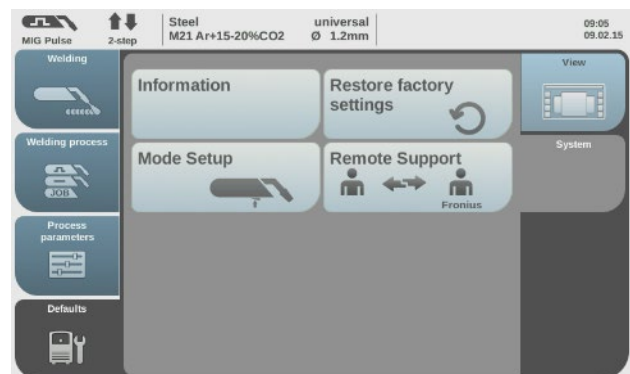 MIG Pulse
2-step
Steel universal
M21 Ar+15-20%CO2 Ø 1.2mm
09:05
09.02.15
Welding
Welding process
JOB
Process
parameters
Defaults
Information
Restore factory
settings
Mode Setup
Remote Support
Fronius
View
System